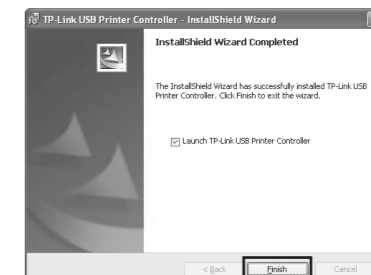 TP-Link USB Printer Controller - InstallShield Wizard
InstallShield Wizard Completed
The InstallShield Wizard has successfully installed TP-Link USB
Printer Controller. Click Finish to exit the wizard.
Launch TP-Link USB Printer Controller
< Back
Finish
Cancel